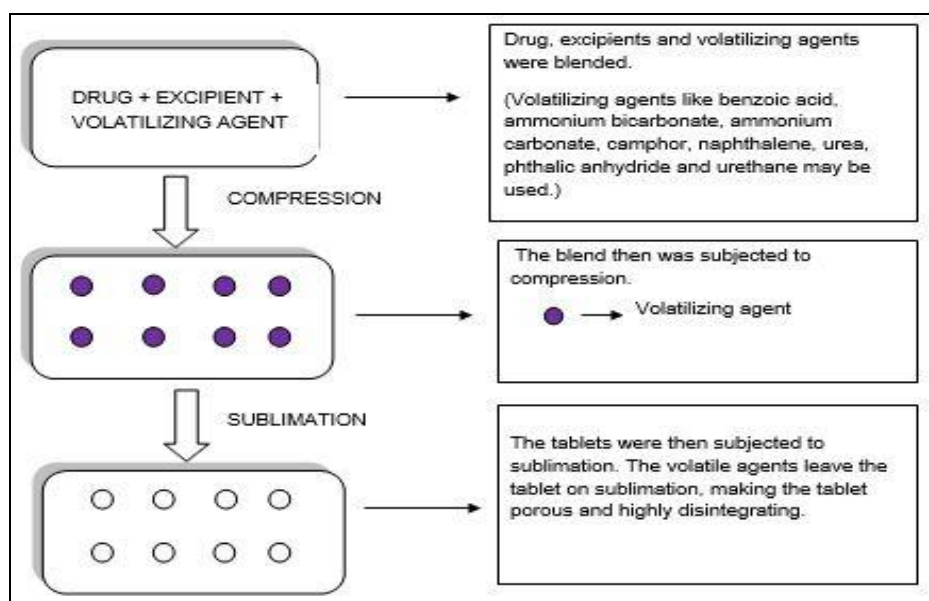 DRUG + EXCIPIENT +
VOLATILIZING AGENT
Drug, excipients and volatilizing agents
were blended.
(Volatilizing agents like benzoic acid,
ammonium bicarbonate, ammonium
carbonate, camphor, naphthalene, urea,
phthalic anhydride and urethane may be
used.)
COMPRESSION
The blend then was subjected to
compression.
Volatilizing agent
SUBLIMATION
The tablets were then subjected to
sublimation. The volatile agents leave the
tablet on sublimation, making the tablet
porous and highly disintegrating.